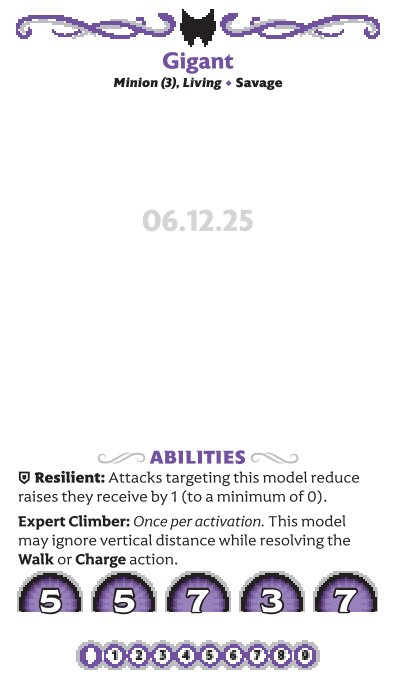 Gigant
Minion (3), Living • Savage
06.12.25
ABILITIES
Resilient: Attacks targeting this model reduce
raises they receive by 1 (to a minimum of 0).
Expert Climber: Once per activation. This model
may ignore vertical distance while resolving the
Walk or Charge action.
5 5 7 3 7
1 2 3 4 5 6 7 8 9